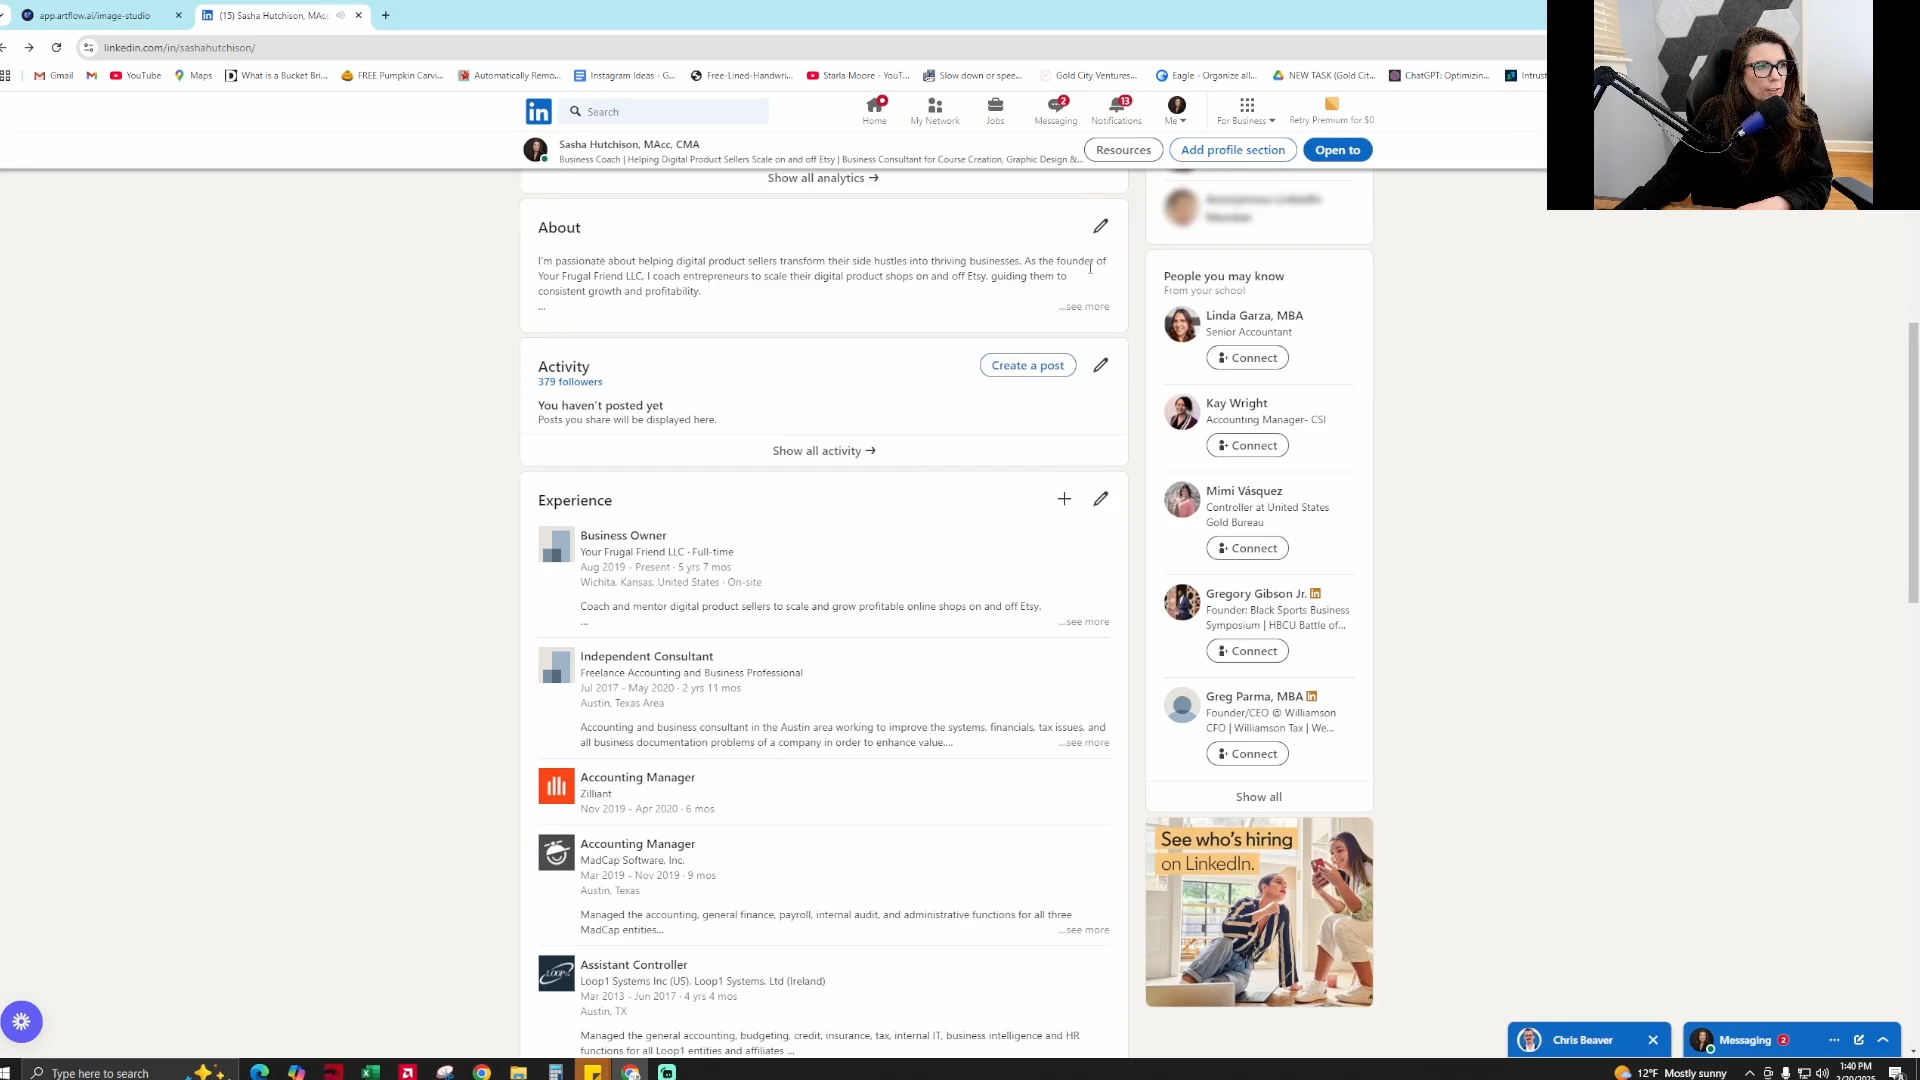 app.artflow.ai/image-studio
(15) Sasha Hutchison, MAcc
linkedin.com/in/sashahutchison/
Gmail
YouTube
Maps
What is a Bucket Bri...
FREE Pumpkin Carvi...
Automatically Remo...
Instagram Ideas - G...
Free-Lined-Handwri...
Starla Moore - YouT...
Slow down or spee...
Gold City Ventures...
Eagle - Organize all...
NEW TASK (Gold Cit...
ChatGPT: Optimizin...
Intrust
in
Search
Home
My Network
Jobs
2
Messaging
13
Notifications
Me
For Business
Retry Premium for $0
Sasha Hutchison, MAcc, CMA
Business Coach | Helping Digital Product Sellers Scale on and off Etsy | Business Consultant for Course Creation, Graphic Design &...
Resources
Add profile section
Open to
Show all analytics →
About
I'm passionate about helping digital product sellers transform their side hustles into thriving businesses. As the founder of
Your Frugal Friend LLC, I coach entrepreneurs to scale their digital product shops on and off Etsy, guiding them to
consistent growth and profitability.
...
...see more
Activity
379 followers
Create a post
You haven't posted yet
Posts you share will be displayed here.
Show all activity →
Experience
Business Owner
Your Frugal Friend LLC · Full-time
Aug 2019 - Present · 5 yrs 7 mos
Wichita, Kansas, United States · On-site
Coach and mentor digital product sellers to scale and grow profitable online shops on and off Etsy.
...
...see more
Independent Consultant
Freelance Accounting and Business Professional
Jul 2017 - May 2020 · 2 yrs 11 mos
Austin, Texas Area
Accounting and business consultant in the Austin area working to improve the systems, financials, tax issues, and
all business documentation problems of a company in order to enhance value....
...see more
Accounting Manager
Zilliant
Nov 2019 - Apr 2020 · 6 mos
Accounting Manager
MadCap Software, Inc.
Mar 2019 - Nov 2019 · 9 mos
Austin, Texas
Managed the accounting, general finance, payroll, internal audit, and administrative functions for all three
MadCap entities...
...see more
LOOP1
Assistant Controller
Loop1 Systems Inc (US), Loop1 Systems, Ltd (Ireland)
Mar 2013 - Jun 2017 · 4 yrs 4 mos
Austin, TX
Managed the general accounting, budgeting, credit, insurance, tax, internal IT, business intelligence and HR
functions for all Loop1 entities and affiliates ...
People you may know
From your school
Linda Garza, MBA
Senior Accountant
Connect
Kay Wright
Accounting Manager- CSI
Connect
Mimi Vásquez
Controller at United States
Gold Bureau
Connect
Gregory Gibson Jr.
Founder: Black Sports Business
Symposium | HBCU Battle of...
Connect
Greg Parma, MBA
Founder/CEO @ Williamson
CFO | Williamson Tax | We...
Connect
Show all
See who's hiring
on LinkedIn.
Chris Beaver
Messaging
2
Type here to search
12°F Mostly sunny
1:40 PM
2/20/2025